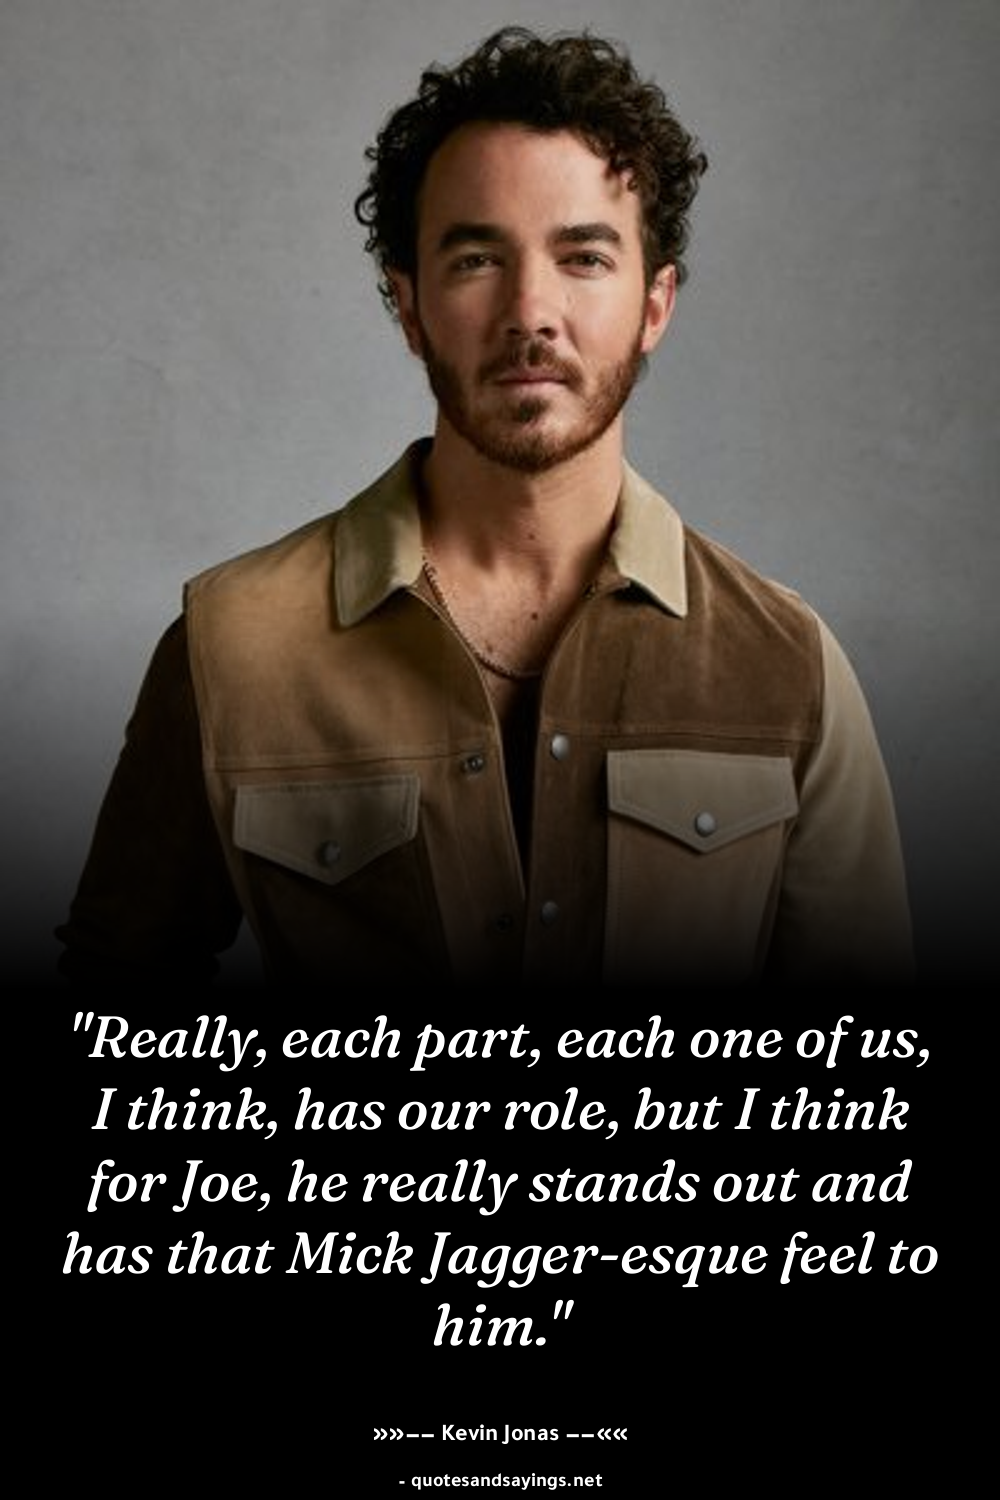 "Really, each part, each one of us,
I think, has our role, but I think
for Joe, he really stands out and
has that Mick Jagger-esque feel to
him."
»»−− Kevin Jonas −−««
- quotesandsayings.net